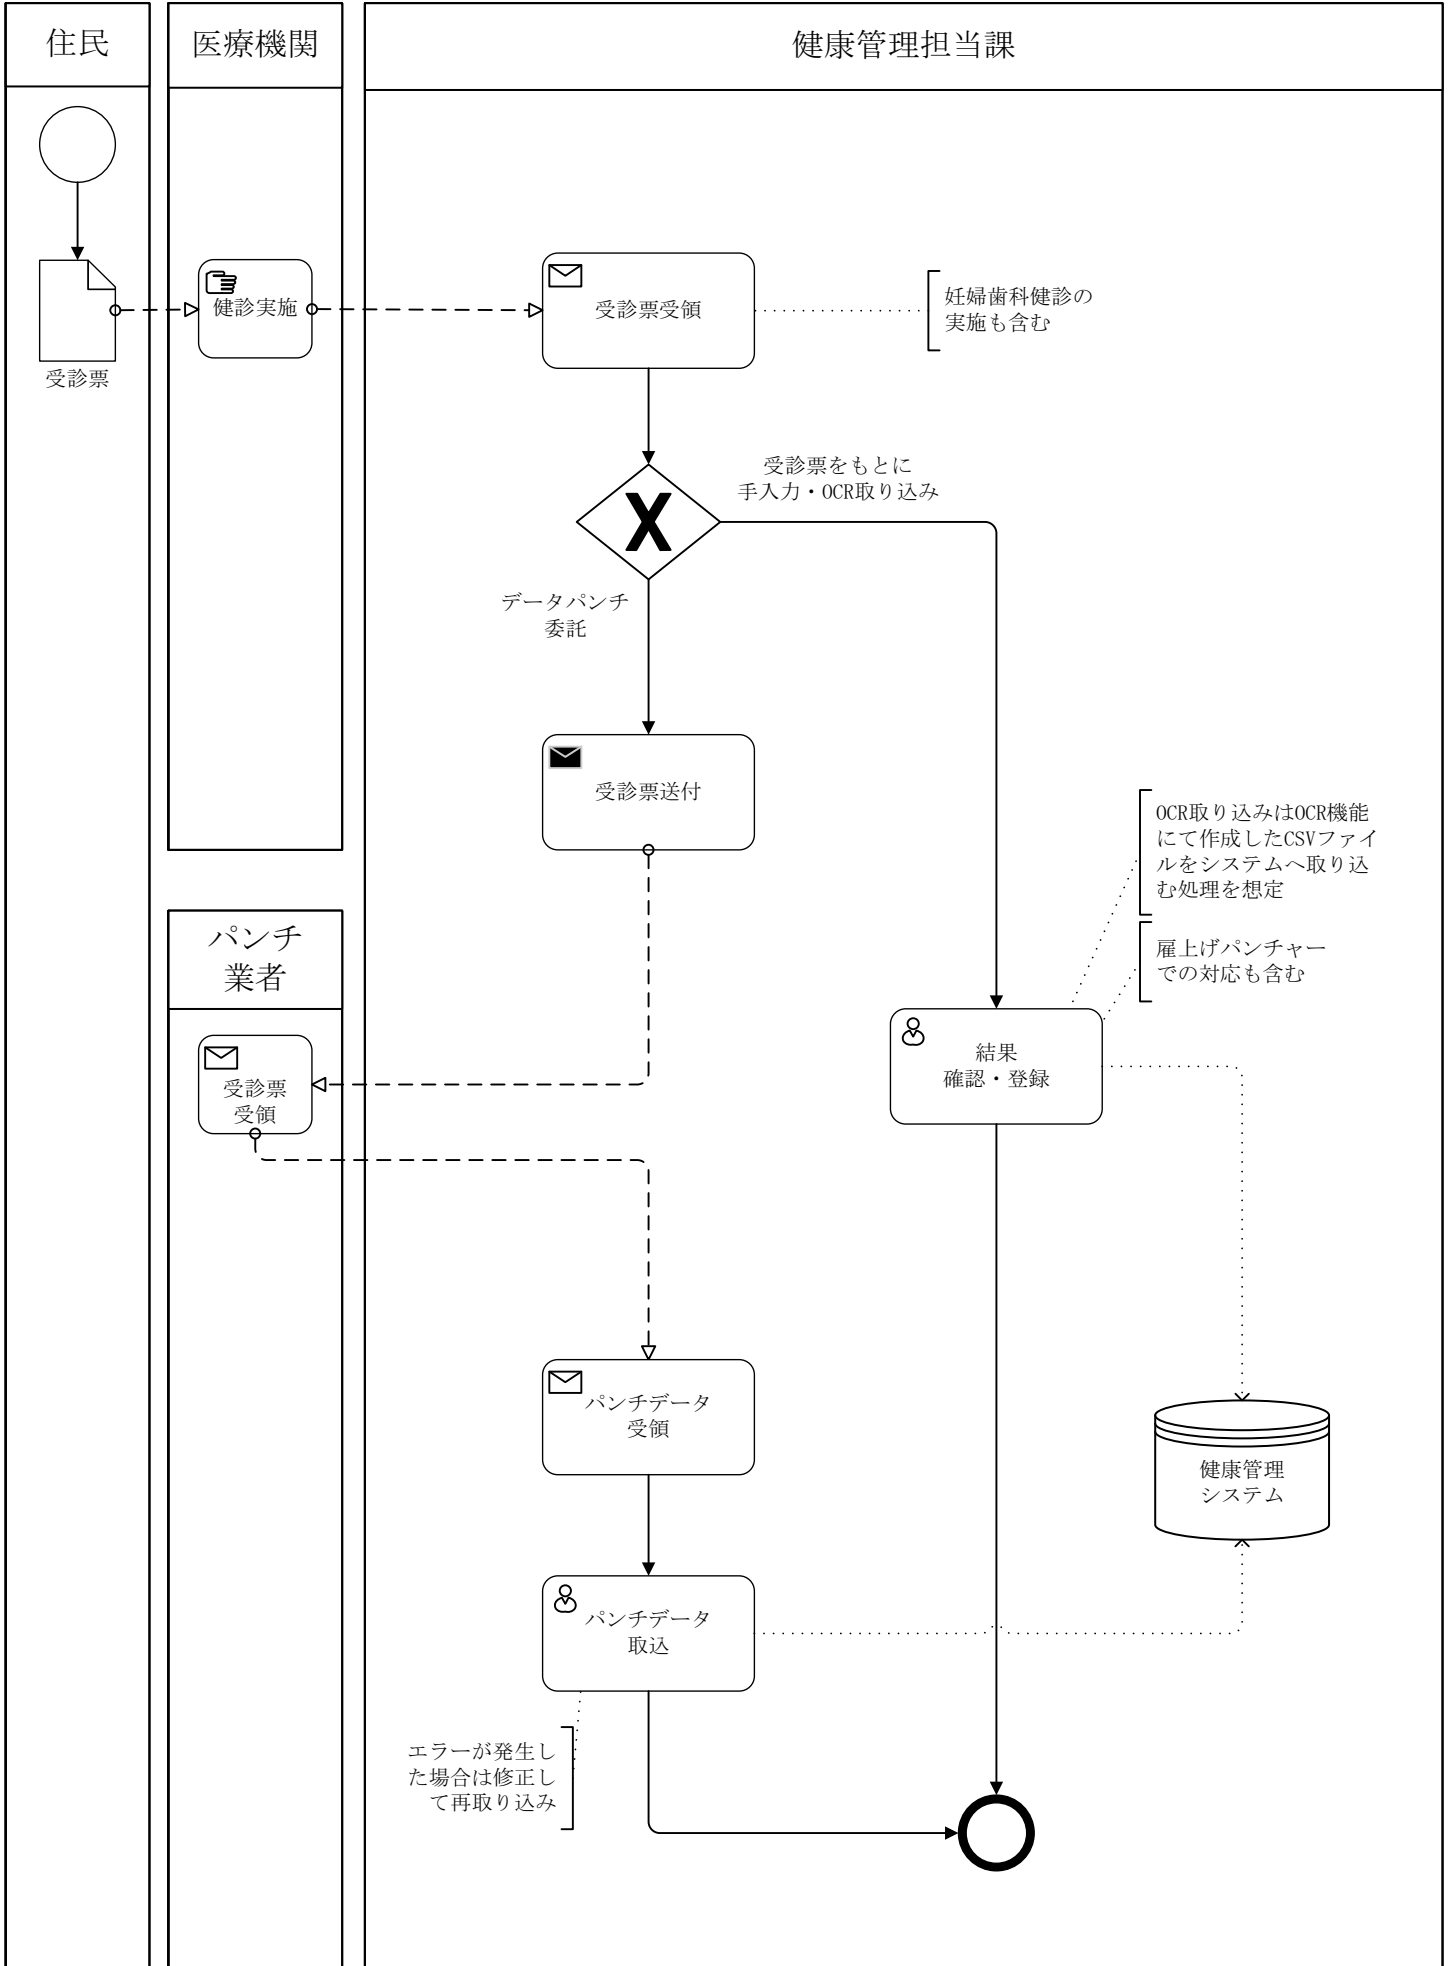 住民
医療機関
健康管理担当課
受診票
健診実施
受診票受領
妊婦歯科健診の
実施も含む
受診票をもとに
手入力・OCR取り込み
データパンチ
委託
受診票送付
OCR取り込みはOCR機能
にて作成したCSVファイ
ルをシステムへ取り込
む処理を想定
雇上げパンチャー
での対応も含む
パンチ
業者
受診票
受領
結果
確認・登録
パンチデータ
受領
健康管理
システム
パンチデータ
取込
エラーが発生し
た場合は修正し
て再取り込み